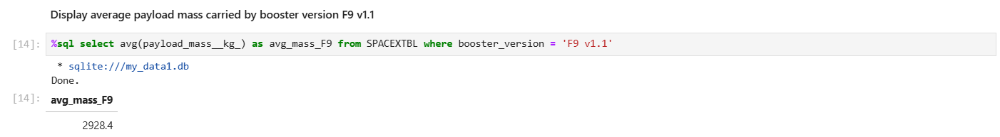 Display average payload mass carried by booster version F9 v1.1
[14]: %sql select avg(payload_mass__kg_) as avg_mass_F9 from SPACEXTBL where booster_version = 'F9 v1.1'
* sqlite:///my_data1.db
Done.
[14]: avg_mass_F9
2928.4